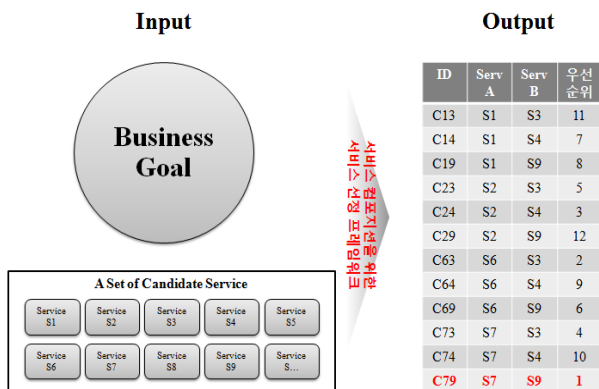 Input
Output
Business
Goal
서비스 컴포지션을 위한
서비스 선정 프레임워크
A Set of Candidate Service
Service
S1
Service
S2
Service
S3
Service
S4
Service
S5
Service
S6
Service
S7
Service
S8
Service
S9
Service
S...
ID Serv A Serv B 우선순위
C13 S1 S3 11
C14 S1 S4 7
C19 S1 S9 8
C23 S2 S3 5
C24 S2 S4 3
C29 S2 S9 12
C63 S6 S3 2
C64 S6 S4 9
C69 S6 S9 6
C73 S7 S3 4
C74 S7 S4 10
C79 S7 S9 1